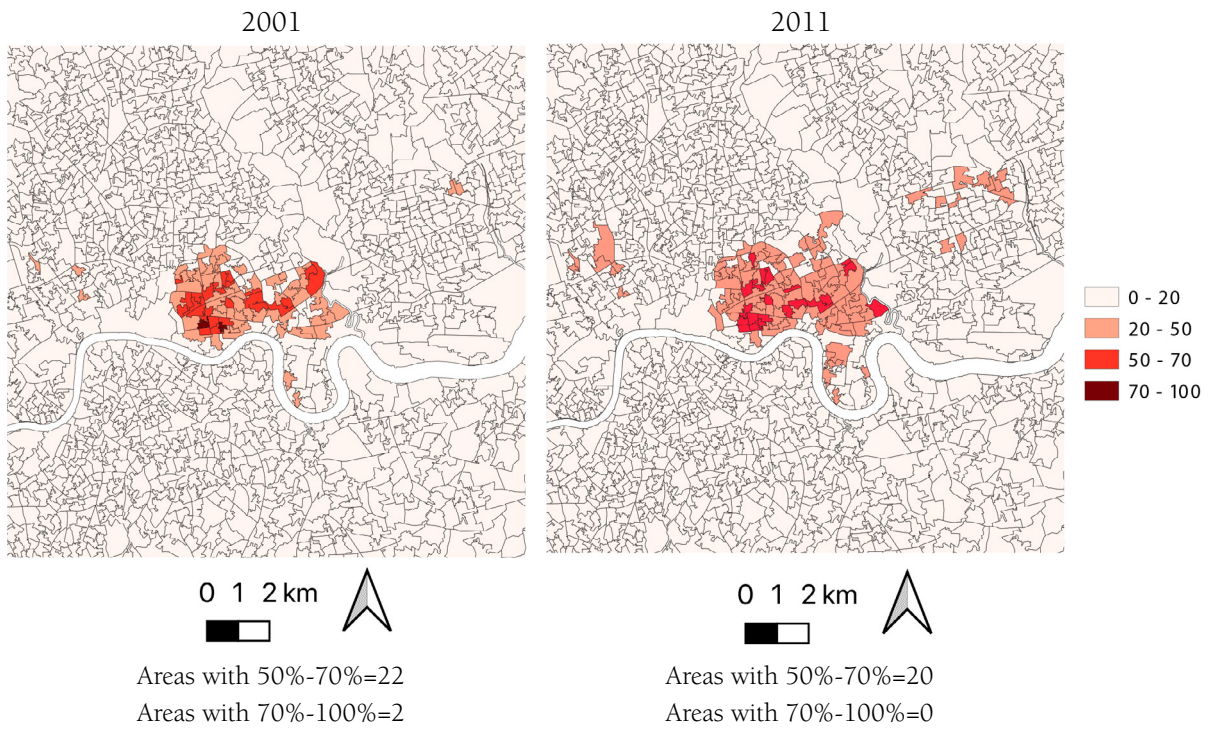 2001
2011
0 - 20
20 - 50
50 - 70
70 - 100
0 1 2 km
0 1 2 km
Areas with 50%-70%=22
Areas with 70%-100%=2
Areas with 50%-70%=20
Areas with 70%-100%=0